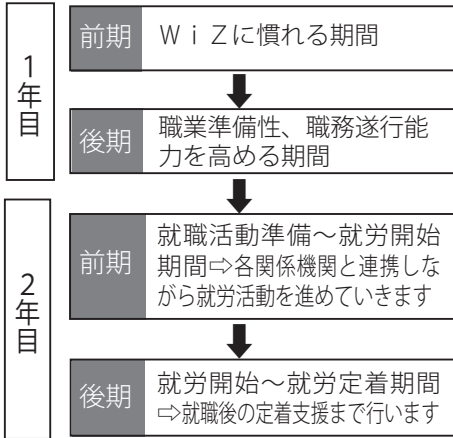 1年目
前期
WiZに慣れる期間
後期
職業準備性、職務遂行能
力を高める期間
2年目
前期
就職活動準備～就労開始
期間⇨各関係機関と連携しな
がら就労活動を進めていきます
後期
就労開始～就労定着期間
⇨就職後の定着支援まで行います